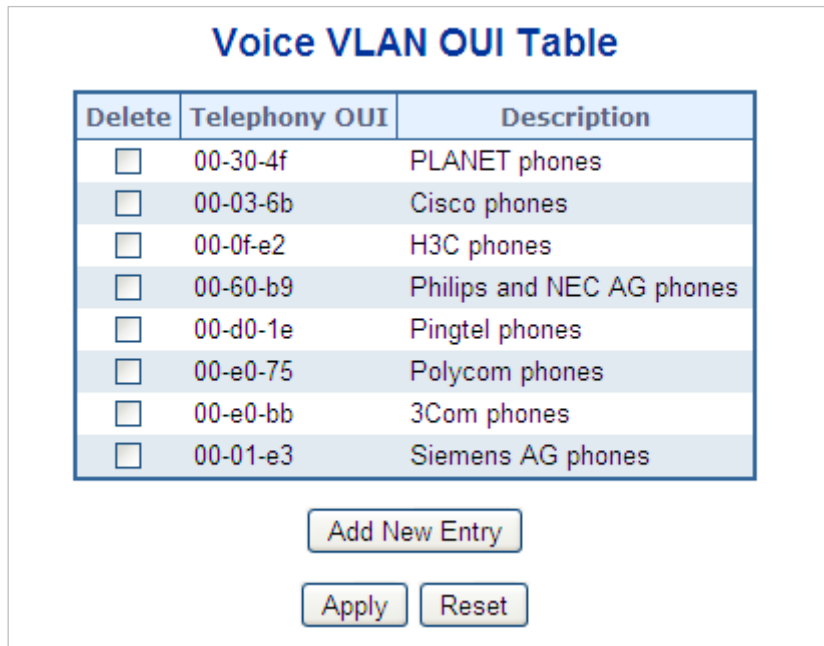 Voice VLAN OUI Table
Delete Telephony OUI Description
00-30-4f PLANET phones
00-03-6b Cisco phones
00-0f-e2 H3C phones
00-60-b9 Philips and NEC AG phones
00-d0-1e Pingtel phones
00-e0-75 Polycom phones
00-e0-bb 3Com phones
00-01-e3 Siemens AG phones
Add New Entry
Apply Reset